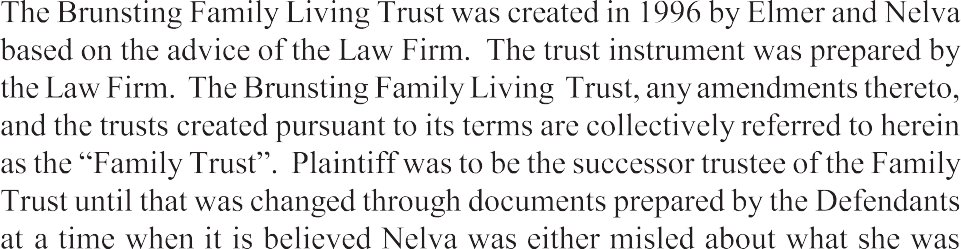 The Brunsting Family Living Trust was created in 1996 by Elmer and Nelva
based on the advice of the Law Firm.  The trust instrument was prepared by
the Law Firm.  The Brunsting Family Living  Trust, any amendments thereto,
and the trusts created pursuant to its terms are collectively referred to herein
as the “Family Trust”.  Plaintiff was to be the successor trustee of the Family
Trust until that was changed through documents prepared by the Defendants
at a time when it is believed Nelva was either misled about what she was